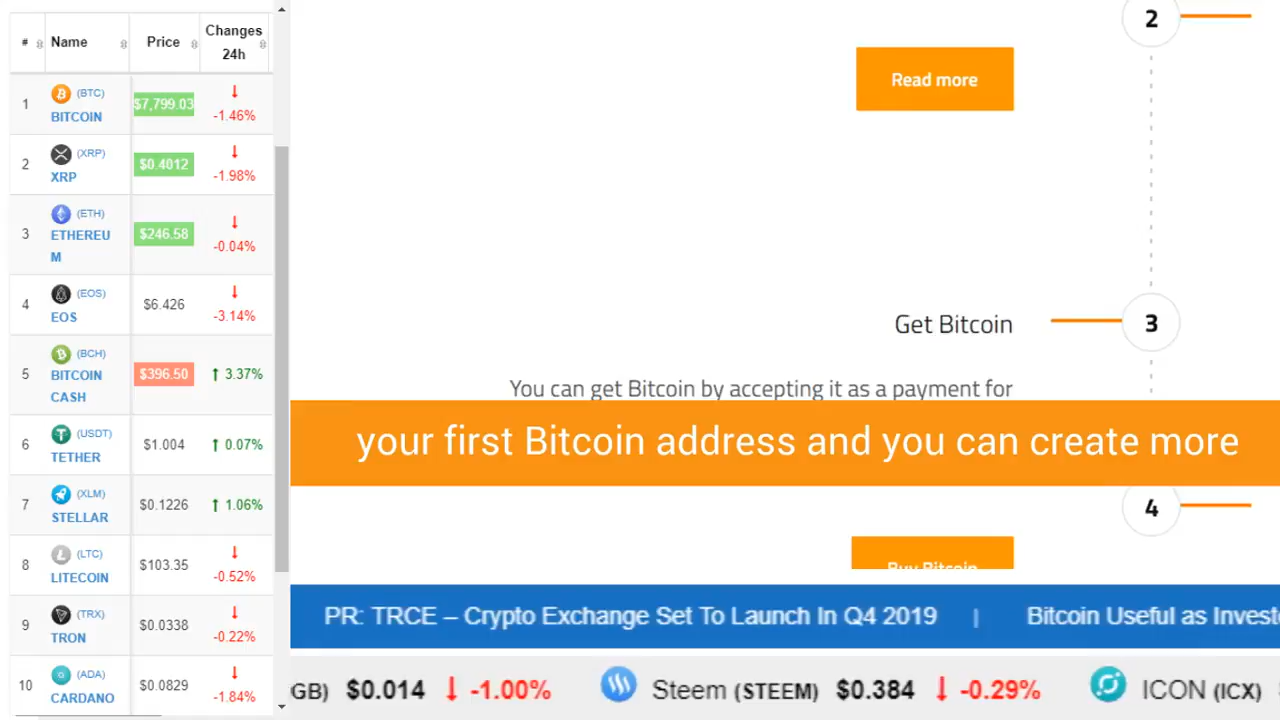 # Name Price Changes
24h
1 (BTC) $7,799.03
BITCOIN -1.46%
2 (XRP) $0.4012
XRP -1.98%
3 (ETH) $246.58
ETHEREU
M -0.04%
4 (EOS) $6.426
EOS -3.14%
5 (BCH) $396.50 3.37%
BITCOIN
CASH
6 (USDT) $1.004 0.07%
TETHER
7 (XLM) $0.1226 1.06%
STELLAR
8 (LTC) $103.35
LITECOIN -0.52%
9 (TRX) $0.0338
TRON -0.22%
10 (ADA) $0.0829
CARDANO -1.84%
2
Read more
Get Bitcoin 3
You can get Bitcoin by accepting it as a payment for
your first Bitcoin address and you can create more
4
Buy Bitcoin
PR: TRCE – Crypto Exchange Set To Launch In Q4 2019 | Bitcoin Useful as Invest
GB) $0.014 -1.00% Steem (STEEM) $0.384 -0.29% ICON (ICX)